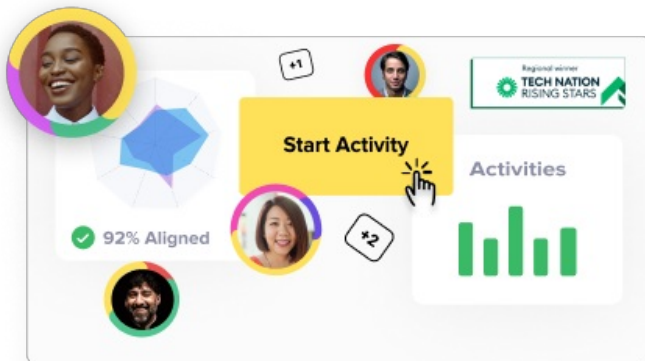 +1
Regional winner
TECH NATION
RISING STARS
Start Activity
Activities
92% Aligned
+2